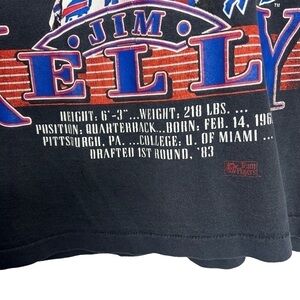 JIM
KELLY
HEIGHT: 6'-3"...WEIGHT: 218 LBS. ...
POSITION: QUARTERBACK...BORN: FEB. 14, 196
PITTSBURGH, PA. ...COLLEGE: U. OF MIAMI ...
DRAFTED 1ST ROUND, '83